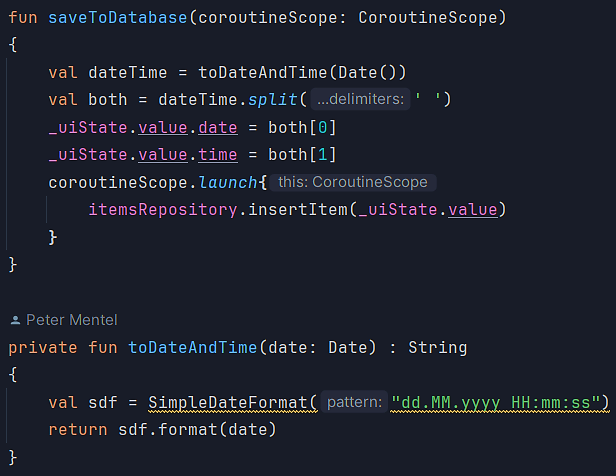 fun saveToDatabase(coroutineScope: CoroutineScope)
{
    val dateTime = toDateAndTime(Date())
    val both = dateTime.split( …delimiters: ' ')
    _uiState.value.date = both[0]
    _uiState.value.time = both[1]
    coroutineScope.launch{ this: CoroutineScope
        itemsRepository.insertItem(_uiState.value)
    }
}
Peter Mentel
private fun toDateAndTime(date: Date) : String
{
    val sdf = SimpleDateFormat( pattern: "dd.MM.yyyy HH:mm:ss")
    return sdf.format(date)
}